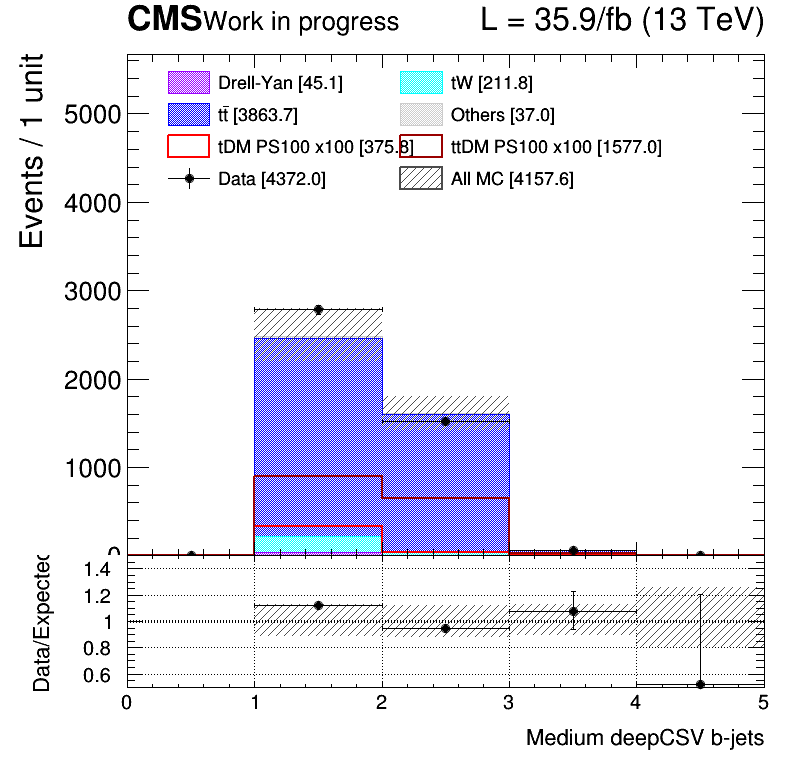 CMS Work in progress L = 35.9/fb (13 TeV)
Events / 1 unit
Drell-Yan [45.1] tW [211.8]
tt̄ [3863.7] Others [37.0]
tDM PS100 x100 [375.8] ttDM PS100 x100 [1577.0]
Data [4372.0] All MC [4157.6]
5000
4000
3000
2000
1000
0
Data/Expected
1.4
1.2
1
0.8
0.6
0 1 2 3 4 5
Medium deepCSV b-jets